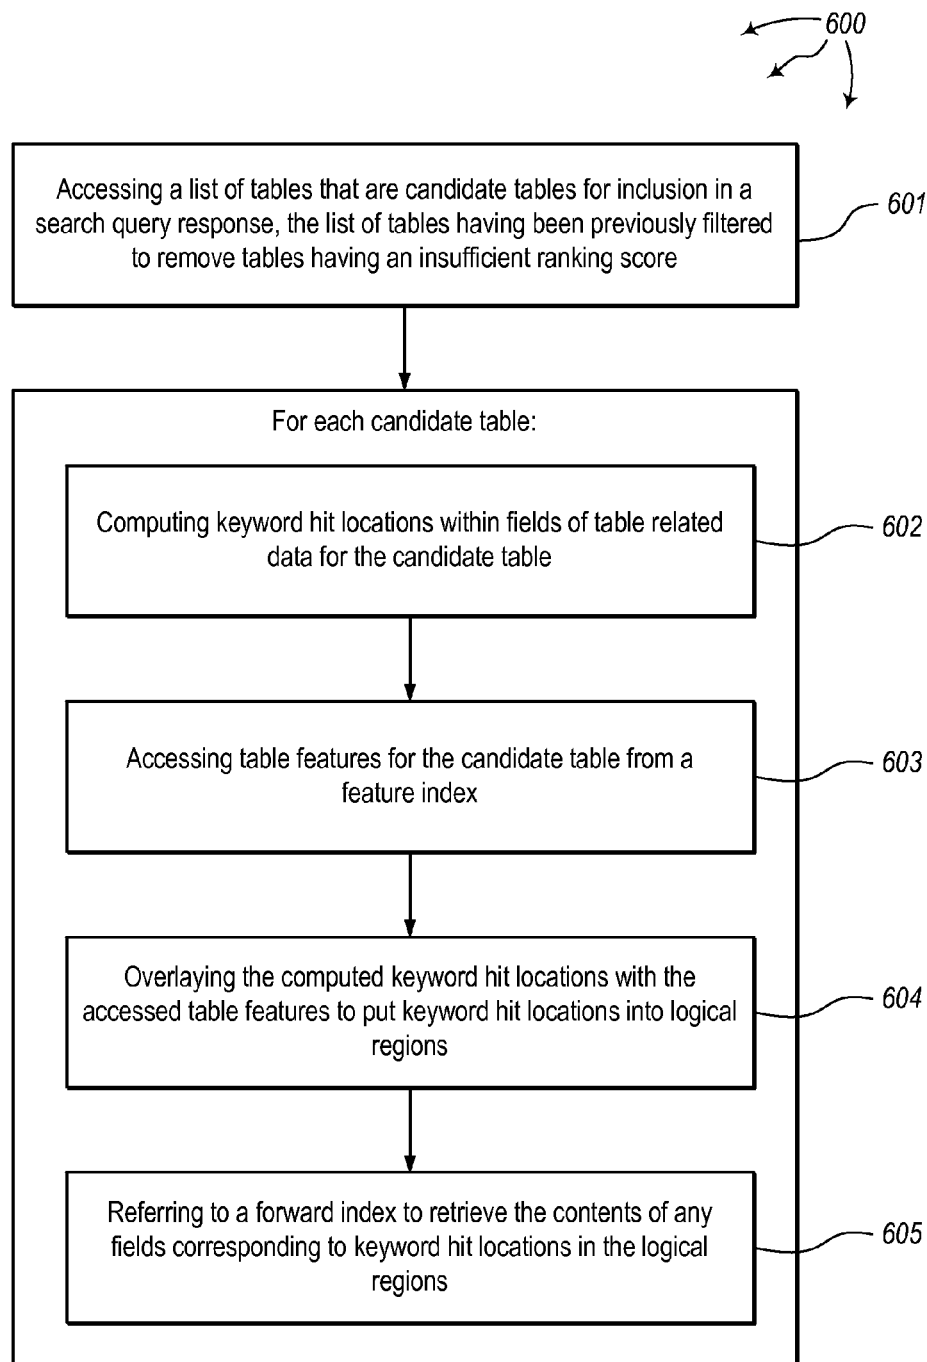 600
Accessing a list of tables that are candidate tables for inclusion in a
search query response, the list of tables having been previously filtered
to remove tables having an insufficient ranking score
601
For each candidate table:
Computing keyword hit locations within fields of table related
data for the candidate table
602
Accessing table features for the candidate table from a
feature index
603
Overlaying the computed keyword hit locations with the
accessed table features to put keyword hit locations into logical
regions
604
Referring to a forward index to retrieve the contents of any
fields corresponding to keyword hit locations in the logical
regions
605